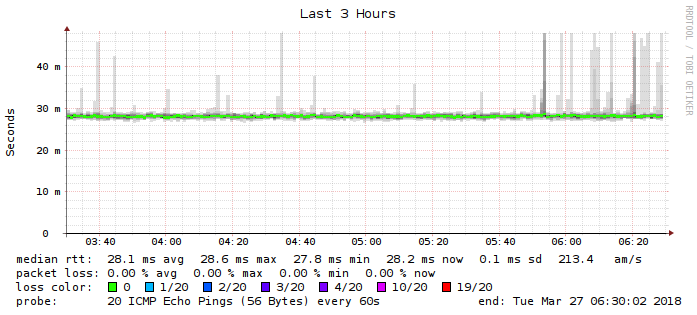 Last 3 Hours
RRDTOOL / TOBI OETIKER
Seconds
40 m
30 m
20 m
10 m
0
03:40 04:00 04:20 04:40 05:00 05:20 05:40 06:00 06:20
median rtt: 28.1 ms avg 28.6 ms max 27.8 ms min 28.2 ms now 0.1 ms sd 213.4 am/s
packet loss: 0.00 % avg 0.00 % max 0.00 % min 0.00 % now
loss color: 0 1/20 2/20 3/20 4/20 10/20 19/20
probe: 20 ICMP Echo Pings (56 Bytes) every 60s end: Tue Mar 27 06:30:02 2018